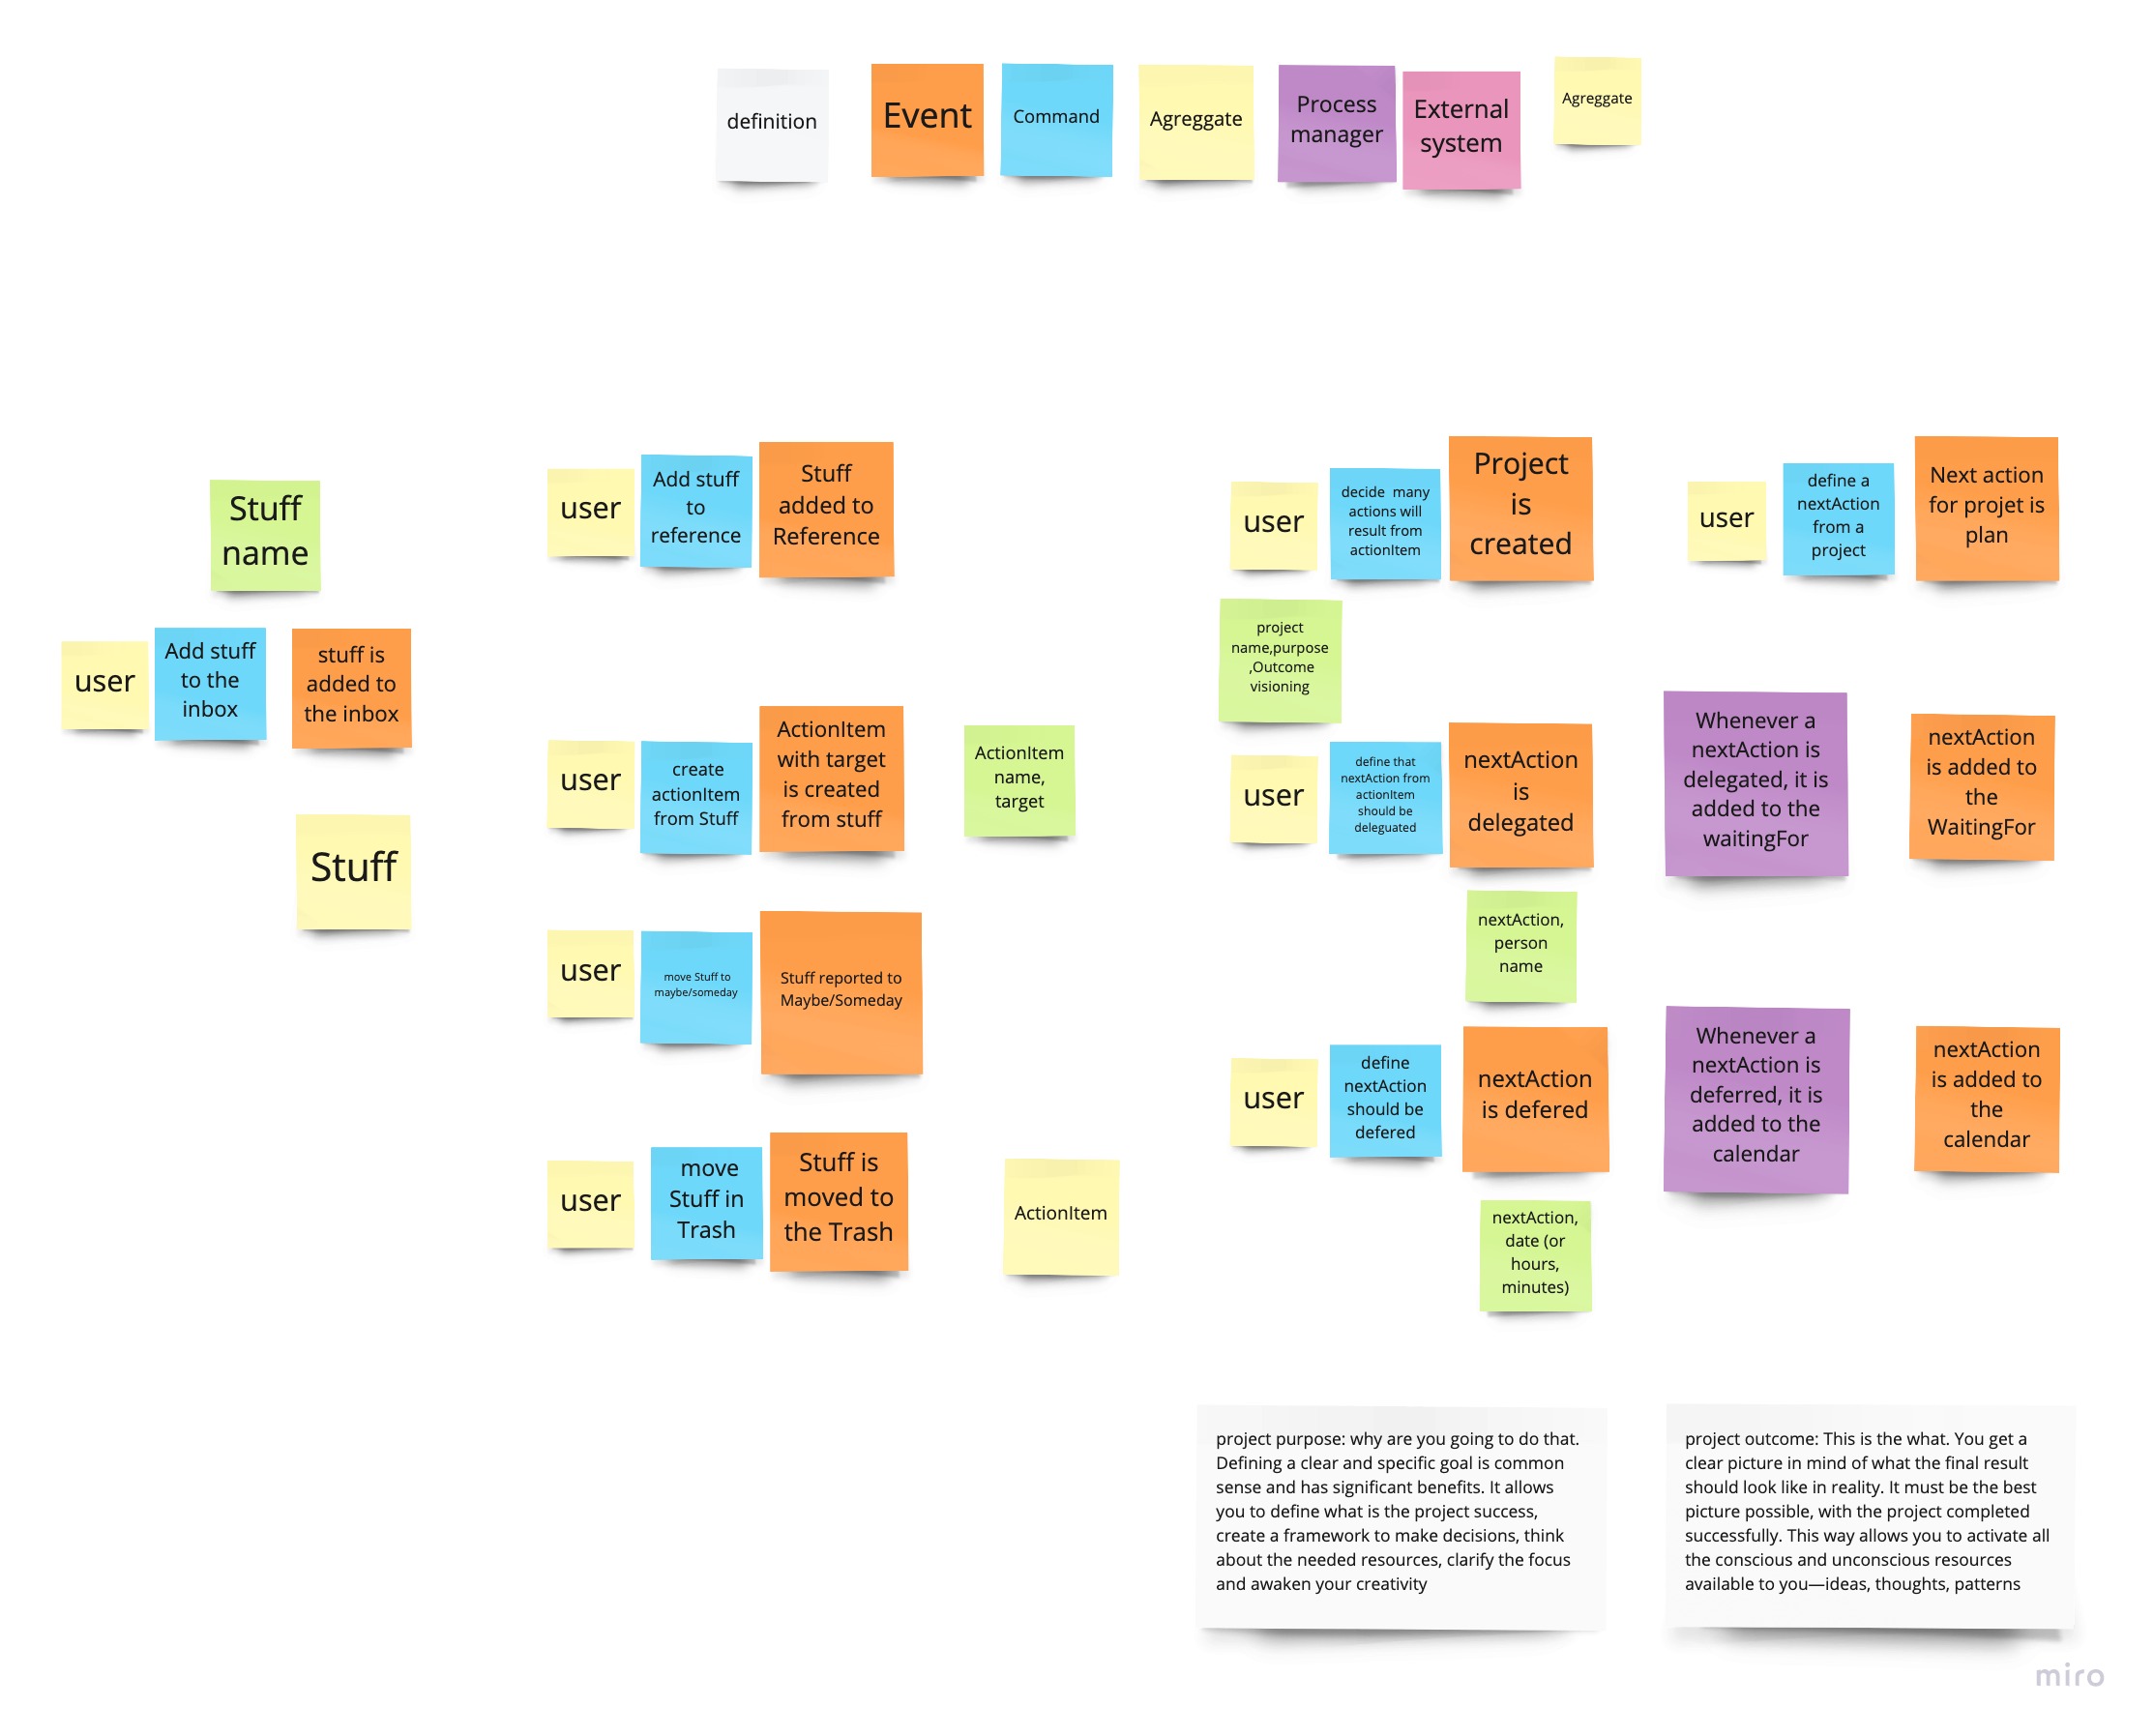 definition
Event
Command
Agreggate
Process
manager
External
system
Agreggate
Stuff
name
user
Add stuff
to the
inbox
stuff is
added to
the inbox
Stuff
user
Add stuff
to
reference
Stuff
added to
Reference
user
create
actionItem
from Stuff
ActionItem
with target
is created
from stuff
ActionItem
name,
target
user
move Stuff to
maybe/someday
Stuff reported to
Maybe/Someday
user
move
Stuff in
Trash
Stuff is
moved to
the Trash
ActionItem
user
decide  many
actions will
result from
actionItem
Project
is
created
project
name,purpose
,Outcome
visioning
user
define a
nextAction
from a
project
Next action
for projet is
plan
user
define that
nextAction from
actionItem
should be
deleguated
nextAction
is
delegated
nextAction,
person
name
Whenever a
nextAction is
delegated, it is
added to the
waitingFor
nextAction
is added to
the
WaitingFor
user
define
nextAction
should be
defered
nextAction
is defered
nextAction,
date (or
hours,
minutes)
Whenever a
nextAction is
deferred, it is
added to the
calendar
nextAction
is added to
the
calendar
project purpose: why are you going to do that.
Defining a clear and specific goal is common
sense and has significant benefits. It allows
you to define what is the project success,
create a framework to make decisions, think
about the needed resources, clarify the focus
and awaken your creativity
project outcome: This is the what. You get a
clear picture in mind of what the final result
should look like in reality. It must be the best
picture possible, with the project completed
successfully. This way allows you to activate all
the conscious and unconscious resources
available to you—ideas, thoughts, patterns
miro